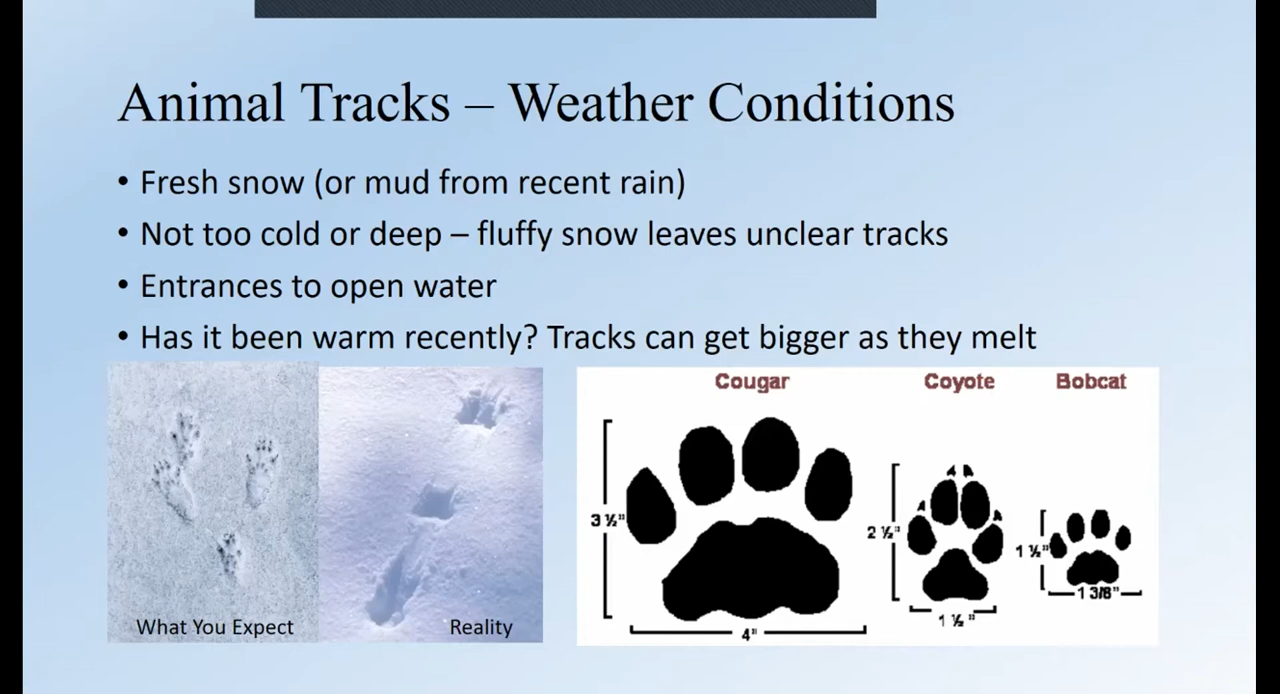 Animal Tracks – Weather Conditions
• Fresh snow (or mud from recent rain)
• Not too cold or deep – fluffy snow leaves unclear tracks
• Entrances to open water
• Has it been warm recently? Tracks can get bigger as they melt
What You Expect
Reality
Cougar
Coyote
Bobcat
3 ½"
4"
2 ½"
1 ½"
1 3/8"